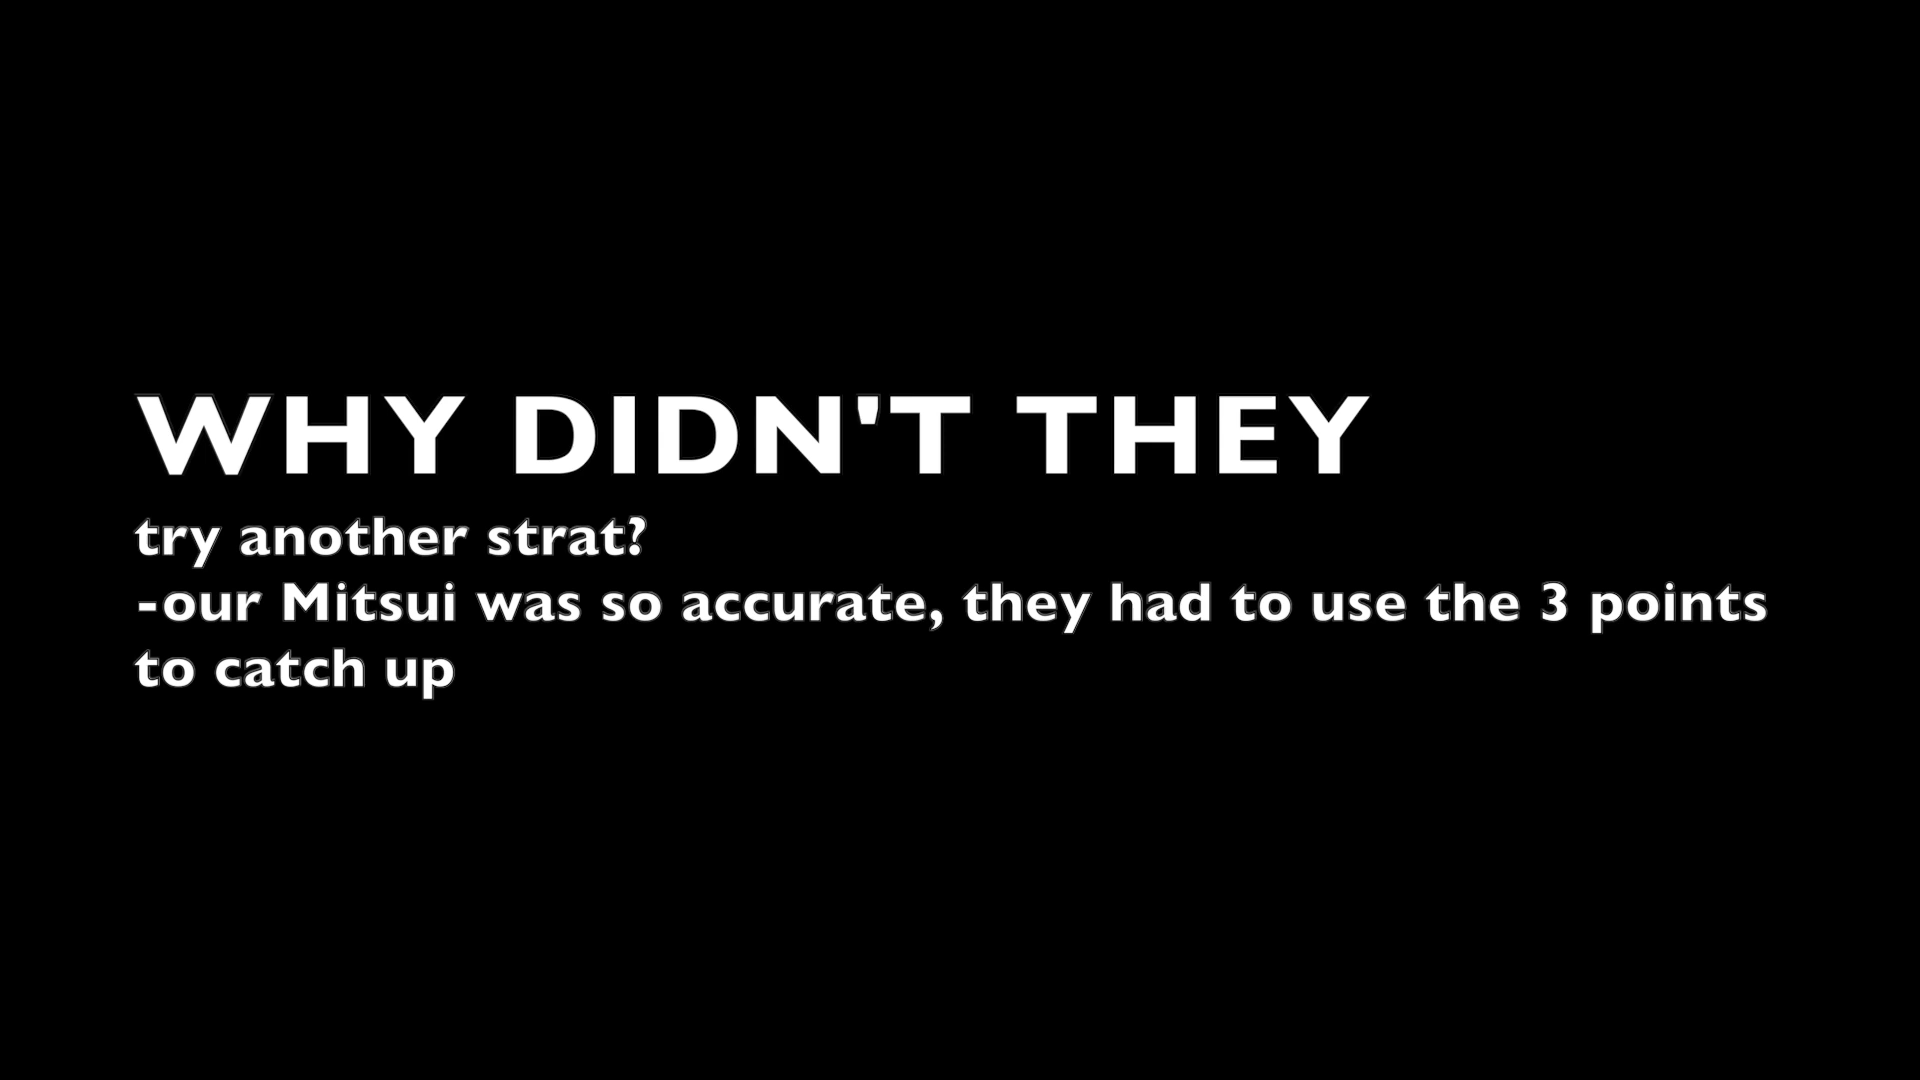 WHY DIDN'T THEY
try another strat?
-our Mitsui was so accurate, they had to use the 3 points
to catch up